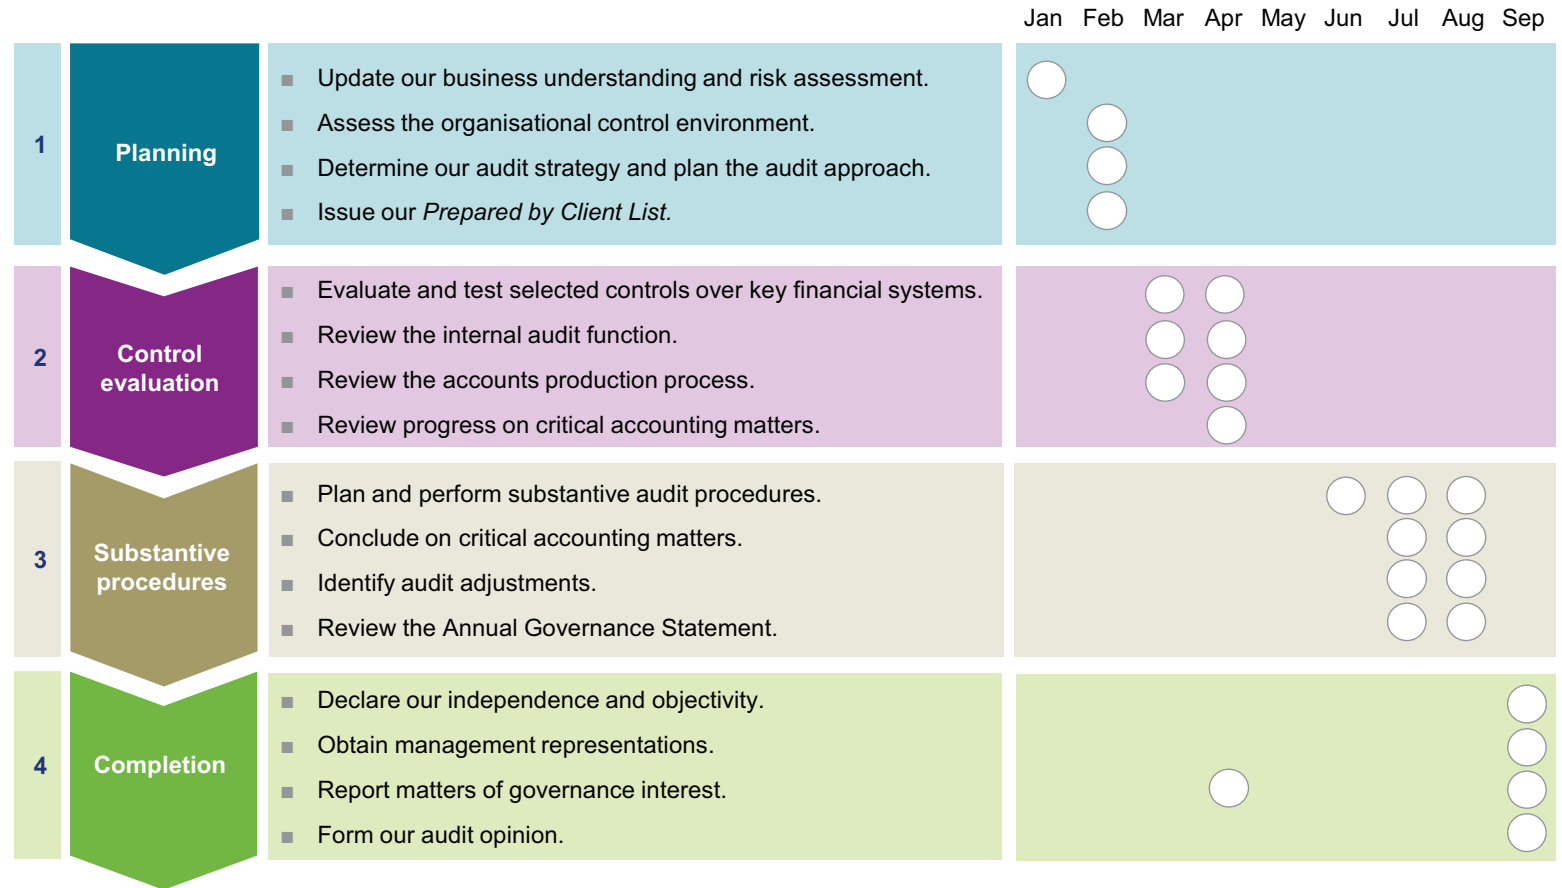 Jan Feb Mar Apr May Jun Jul Aug Sep
1
Planning
Update our business understanding and risk assessment.
Assess the organisational control environment.
Determine our audit strategy and plan the audit approach.
Issue our Prepared by Client List.
2
Control
evaluation
Evaluate and test selected controls over key financial systems.
Review the internal audit function.
Review the accounts production process.
Review progress on critical accounting matters.
3
Substantive
procedures
Plan and perform substantive audit procedures.
Conclude on critical accounting matters.
Identify audit adjustments.
Review the Annual Governance Statement.
4
Completion
Declare our independence and objectivity.
Obtain management representations.
Report matters of governance interest.
Form our audit opinion.